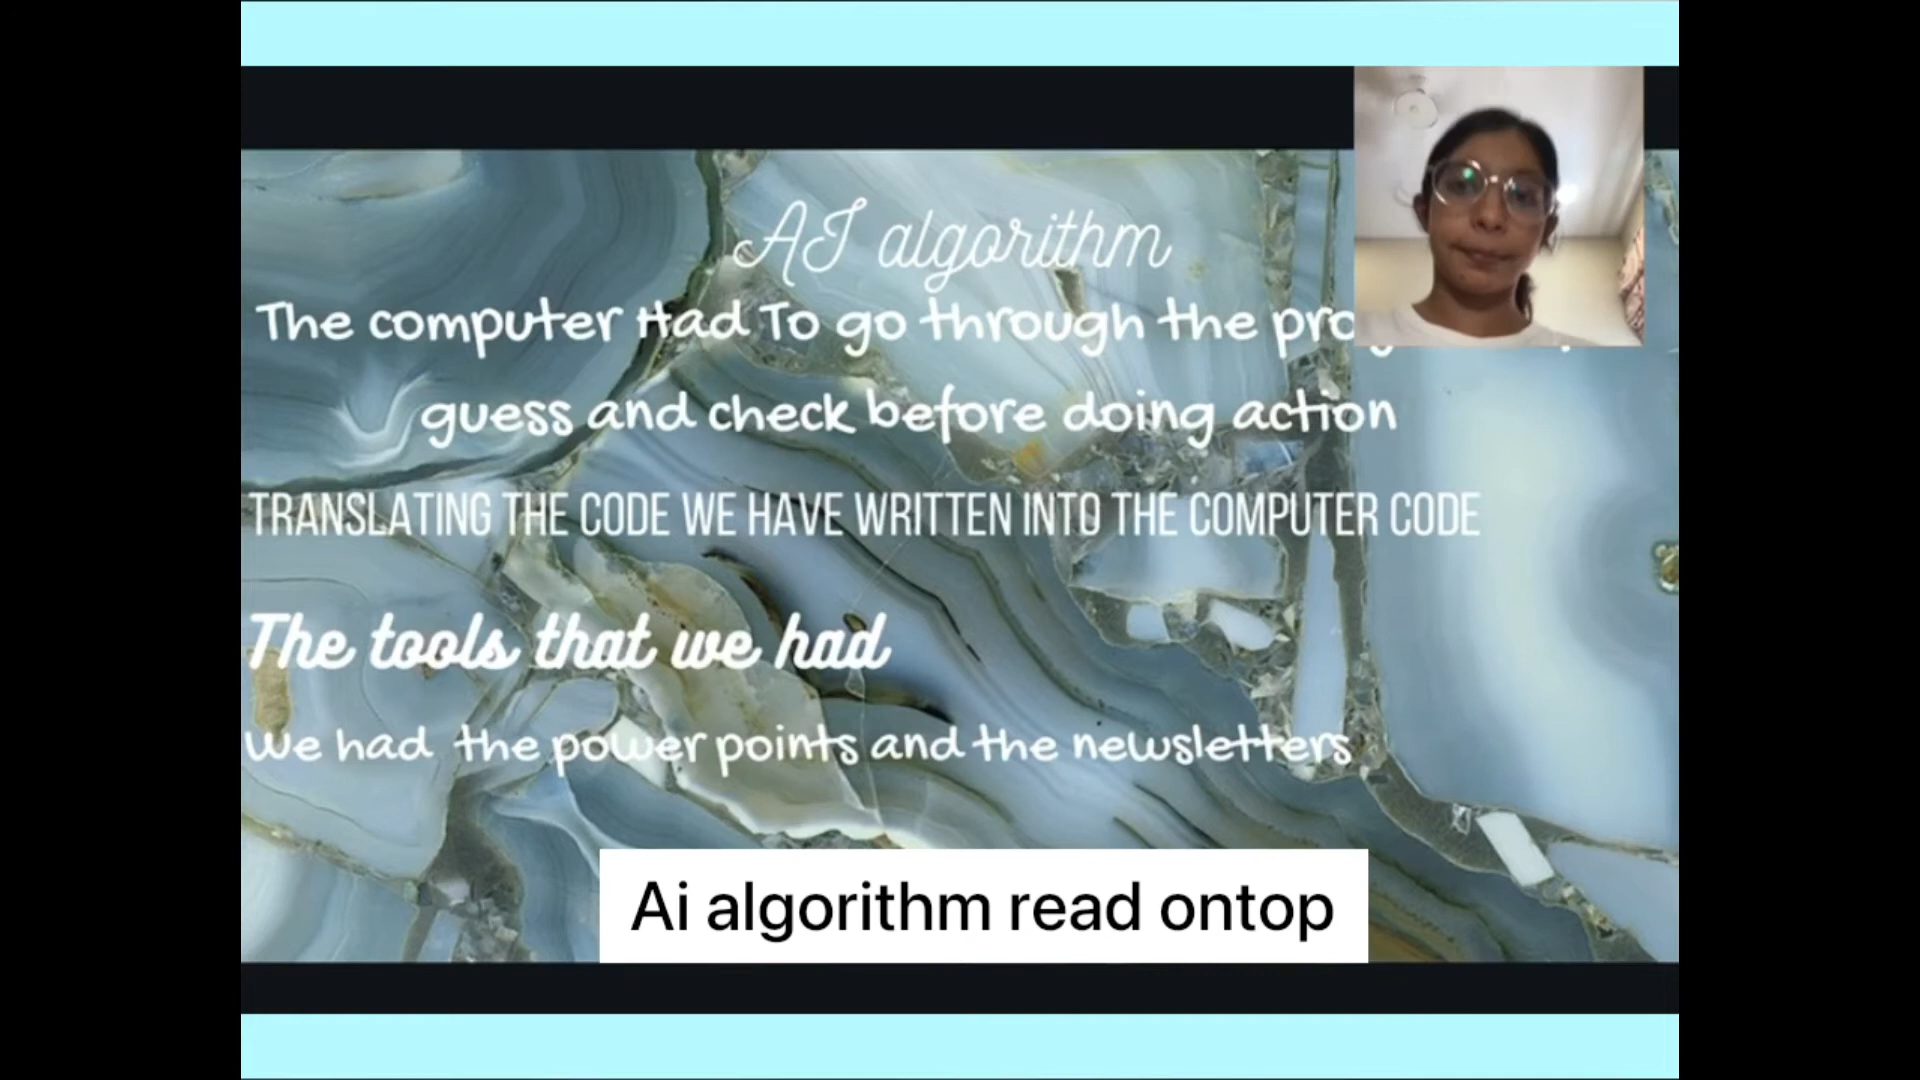 AI algorithm
The computer Had To go through the
guess and check before doing action
TRANSLATING THE CODE WE HAVE WRITTEN INTO THE COMPUTER CODE
The tools that we had
We had the power points and the newsletters
Ai algorithm read ontop